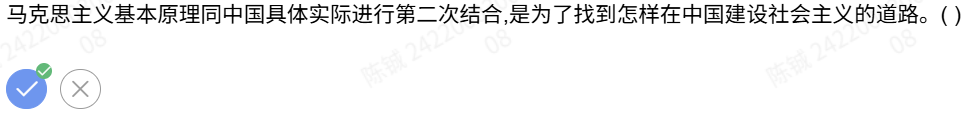 马克思主义基本原理同中国具体实际进行第二次结合,是为了找到怎样在中国建设社会主义的道路。( )